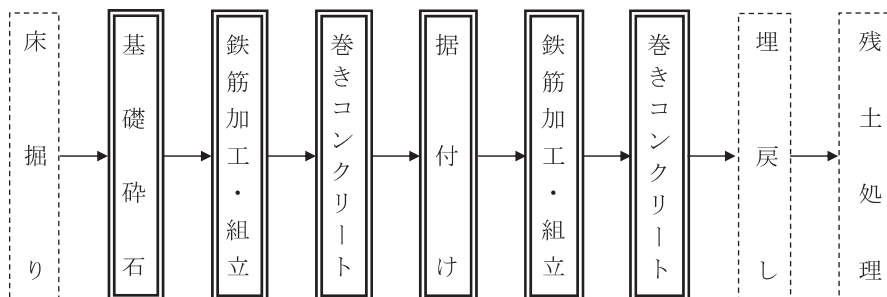 床掘り
基礎砕石
鉄筋加工・組立
巻きコンクリート
据付け
鉄筋加工・組立
巻きコンクリート
埋戻し
残土処理